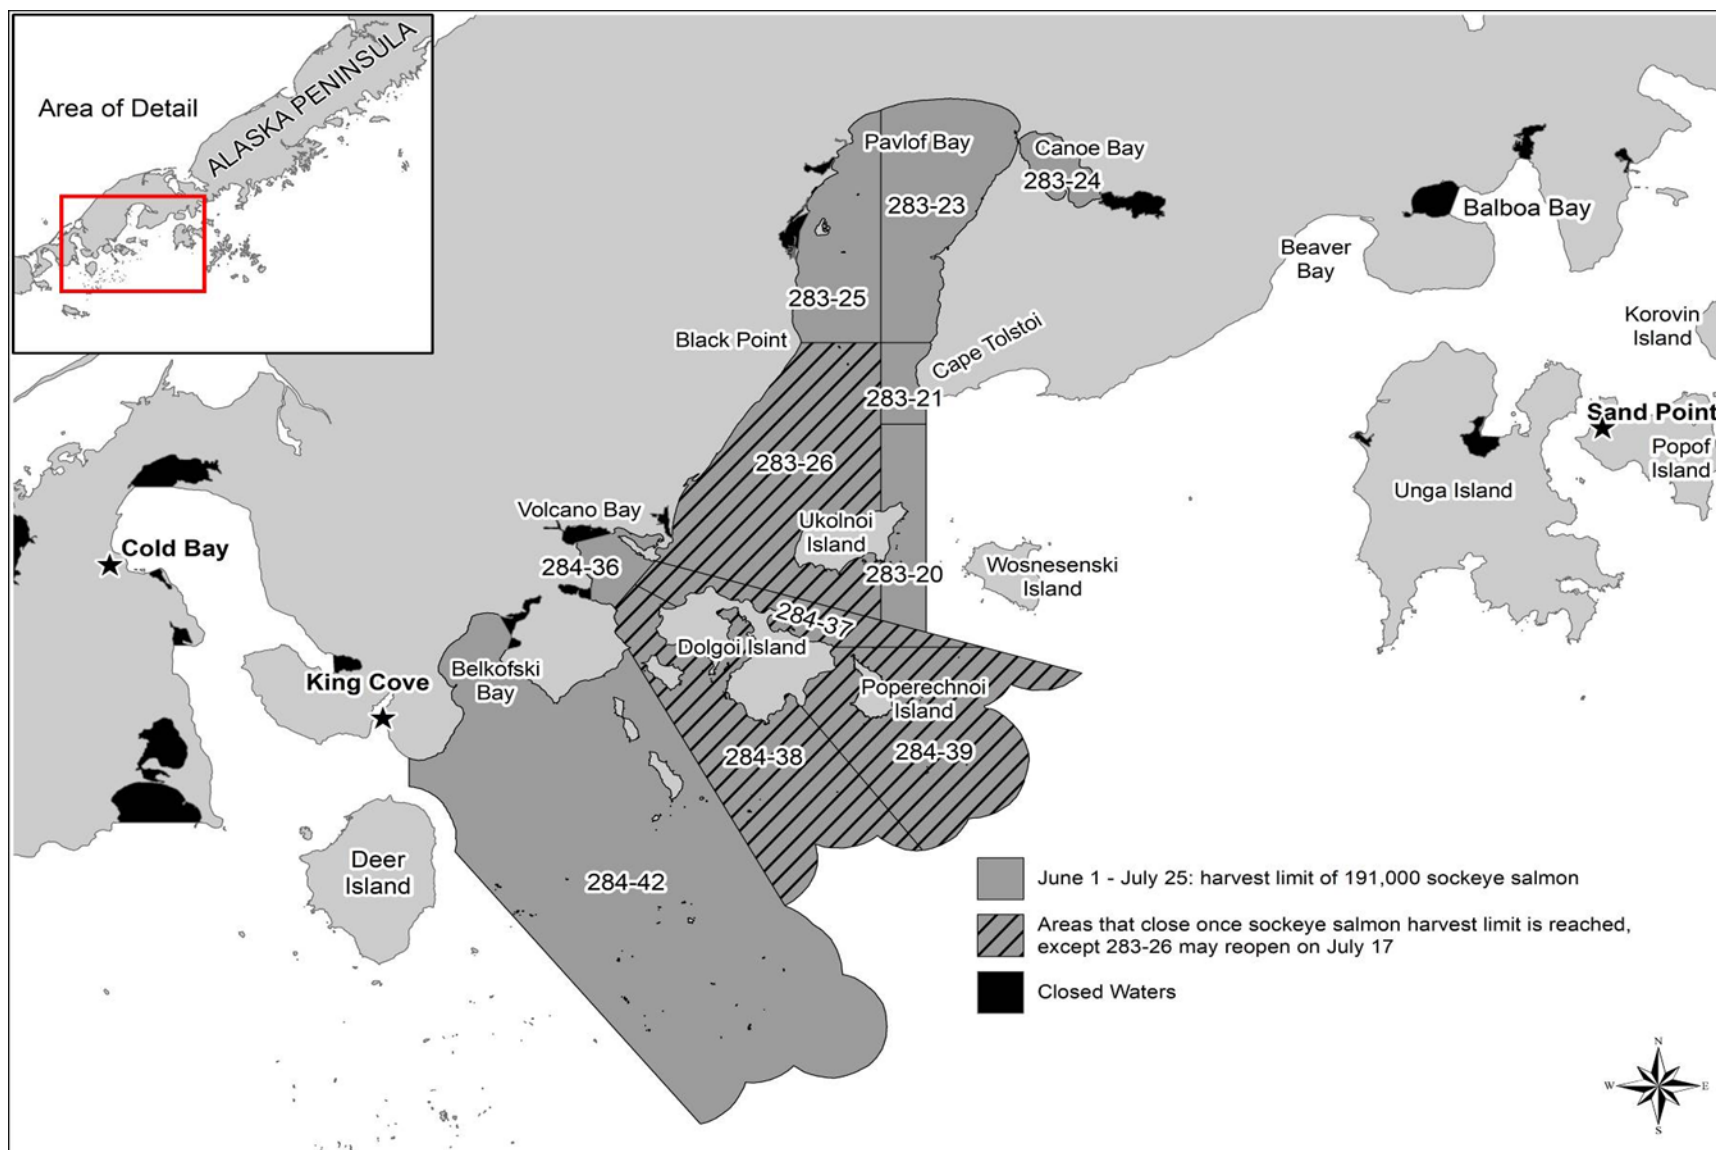 Area of Detail
ALASKA PENINSULA
Pavlof Bay
Canoe Bay
283-24
283-23
Balboa Bay
Beaver
Bay
283-25
Korovin
Island
Black Point
Cape Tolstoi
283-21
Sand Point
Popof
Island
283-26
Unga Island
Volcano Bay
Ukolnoi
Island
Cold Bay
284-36
283-20
Wosnesenski
Island
284-37
Dolgoi Island
Belkofski
Bay
King Cove
Poperechnoi
Island
284-38
284-39
Deer
Island
284-42
June 1 - July 25: harvest limit of 191,000 sockeye salmon
Areas that close once sockeye salmon harvest limit is reached,
except 283-26 may reopen on July 17
Closed Waters
N
W
E
S